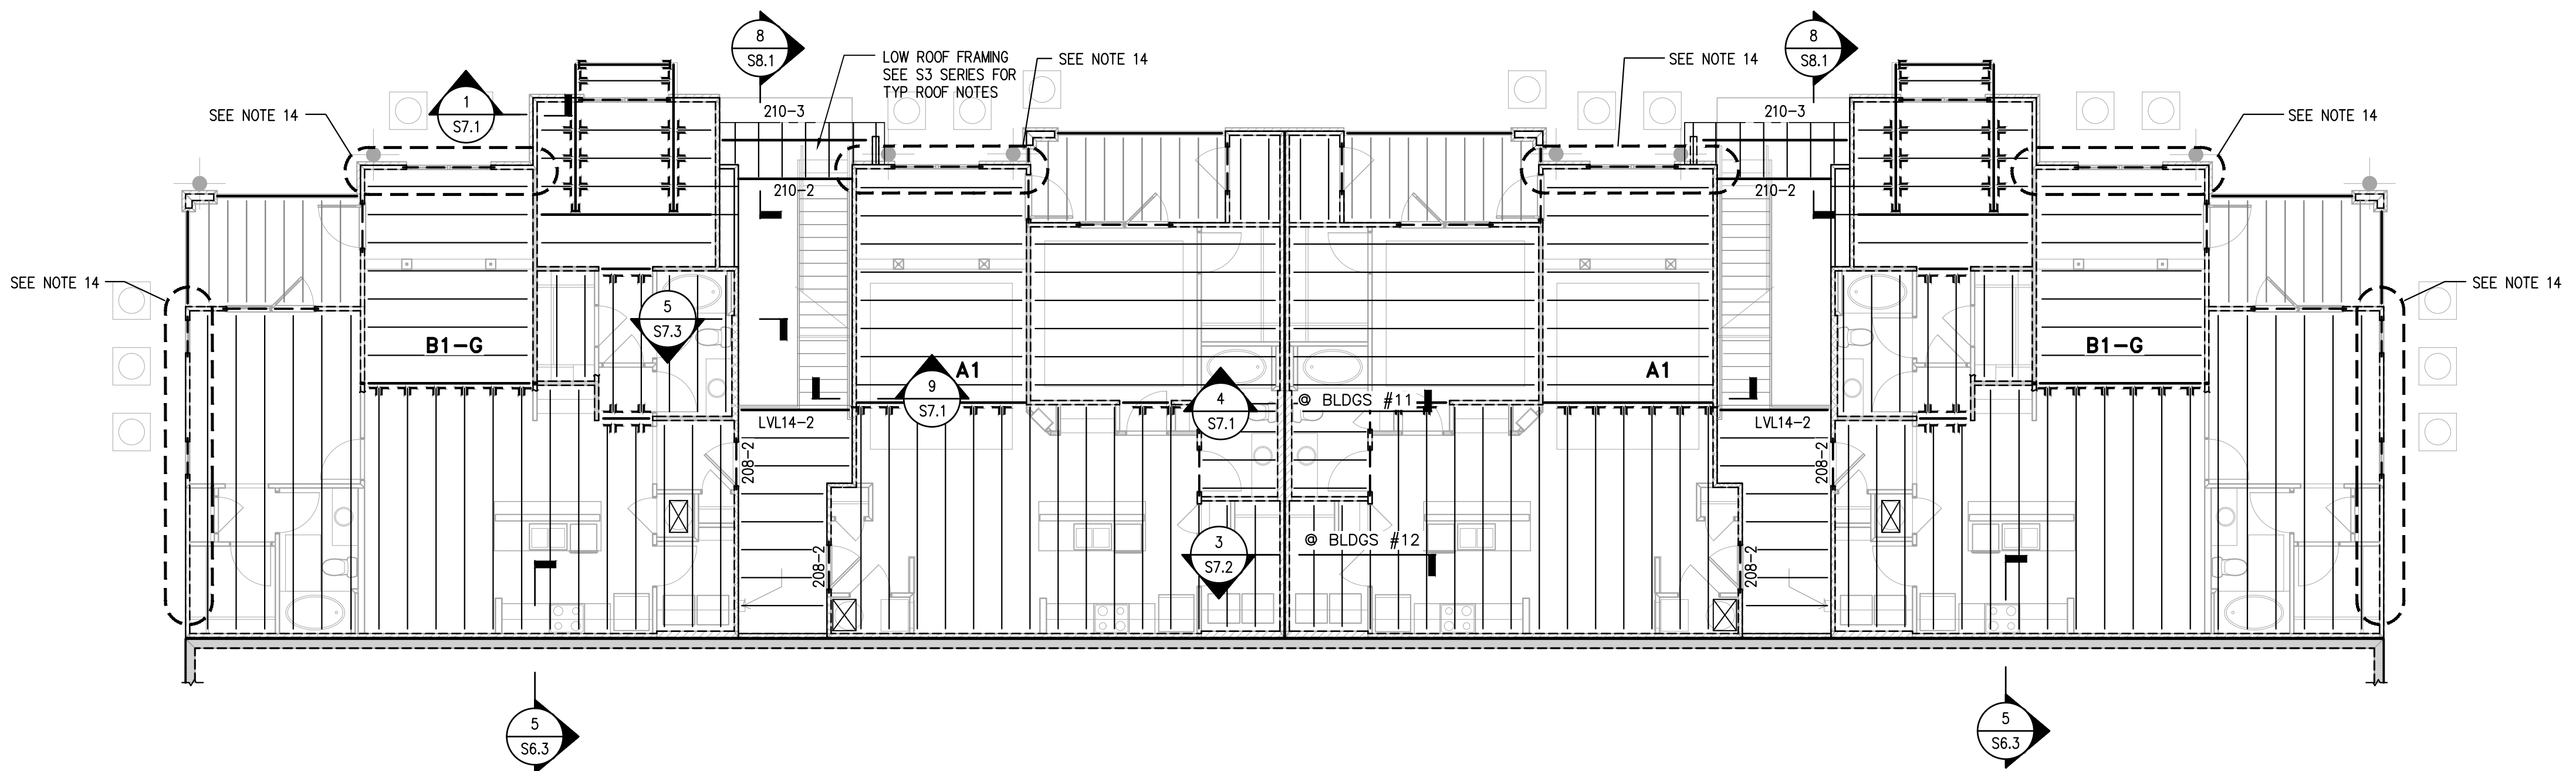 8
S8.1
LOW ROOF FRAMING
SEE S3 SERIES FOR
TYP ROOF NOTES
SEE NOTE 14
SEE NOTE 14
8
S8.1
1
S7.1
SEE NOTE 14
210-3
210-3
SEE NOTE 14
210-2
210-2
SEE NOTE 14
SEE NOTE 14
5
S7.3
B1-G
B1-G
A1
A1
9
S7.1
4
S7.1
@ BLDGS #11
LVL14-2
LVL14-2
208-2
208-2
3
S7.2
@ BLDGS #12
208-2
208-2
5
S6.3
5
S6.3